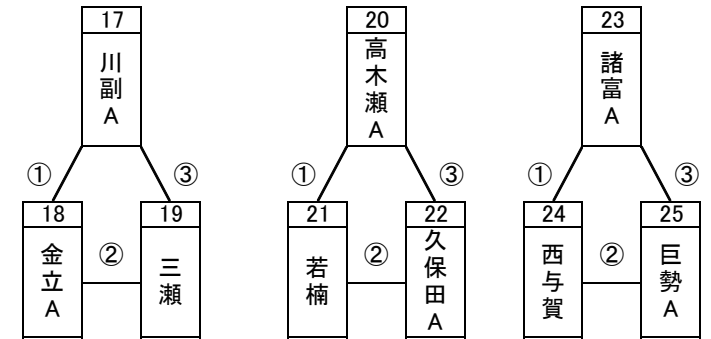 17
川副A
20
高木瀬A
23
諸富A
①
③
①
③
①
③
18
金立A
②
19
三瀬
21
若楠
②
22
久保田A
24
西与賀
②
25
巨勢A